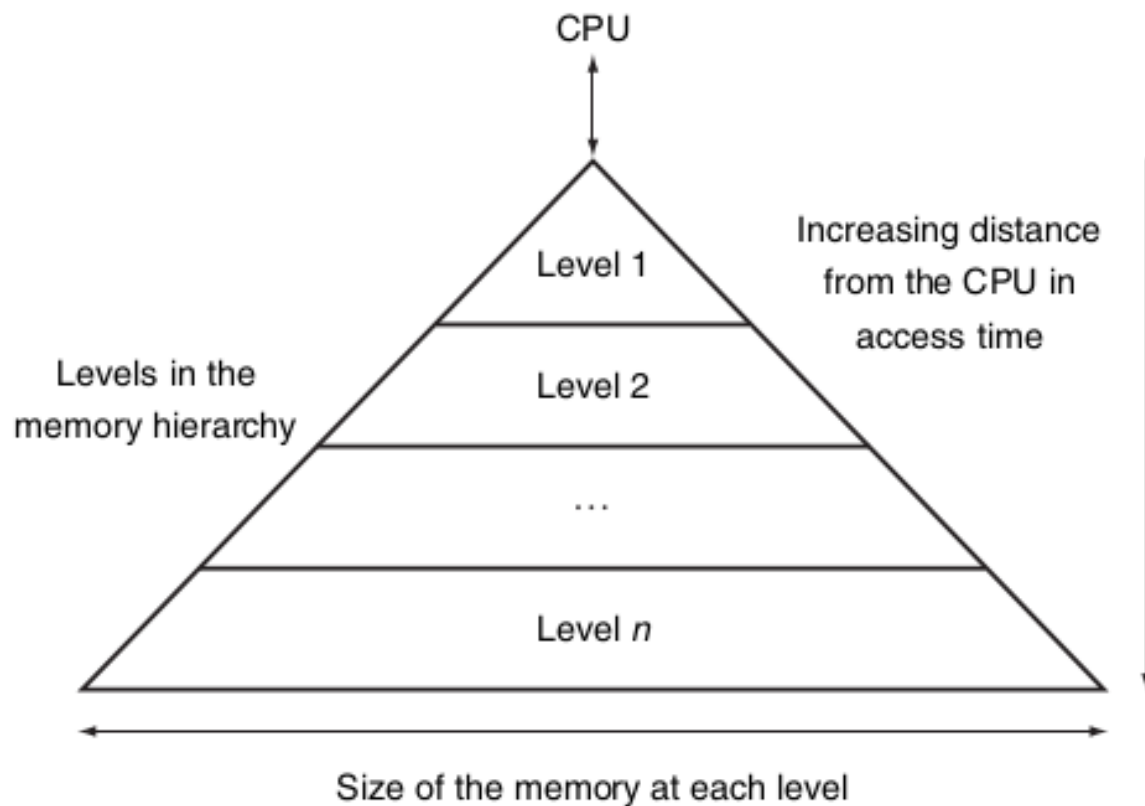 CPU
Level 1
Increasing distance
from the CPU in
access time
Levels in the
memory hierarchy
Level 2
...
Level n
Size of the memory at each level